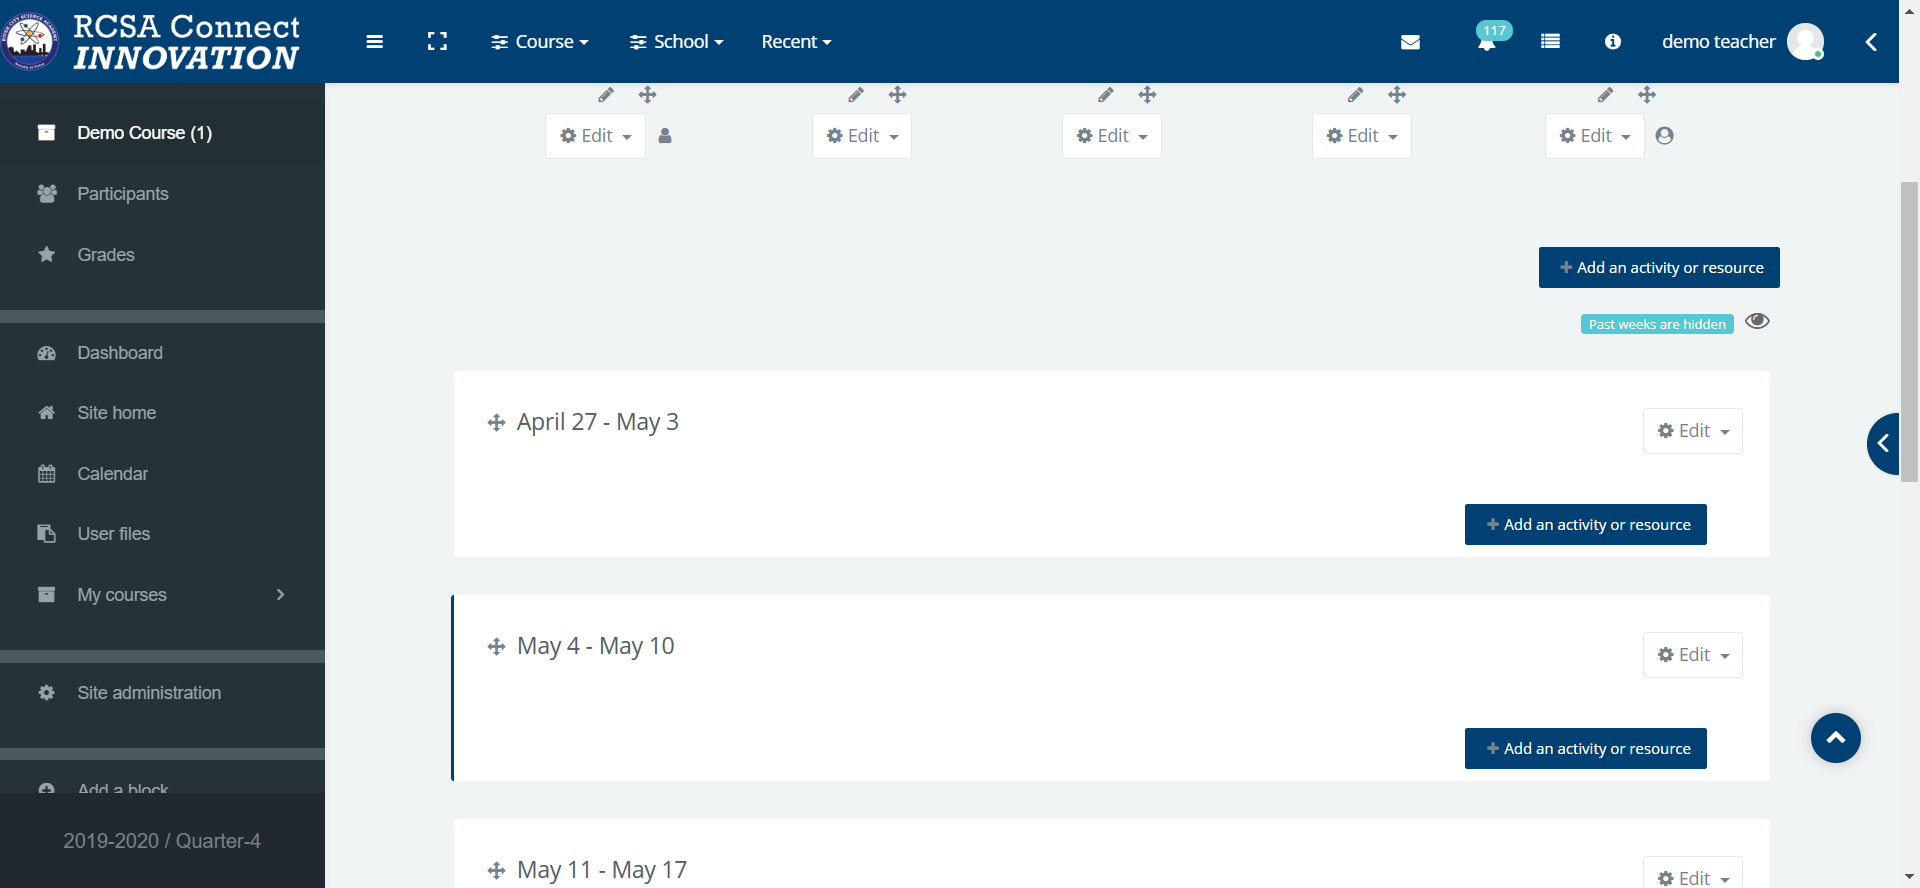 RCSA Connect
INNOVATION
Course
School
Recent
117
demo teacher
Demo Course (1)
Participants
Grades
Dashboard
Site home
Calendar
User files
My courses
Site administration
Add a block
2019-2020 / Quarter-4
Edit
Edit
Edit
Edit
Edit
Add an activity or resource
Past weeks are hidden
April 27 - May 3
Edit
Add an activity or resource
May 4 - May 10
Edit
Add an activity or resource
May 11 - May 17
Edit